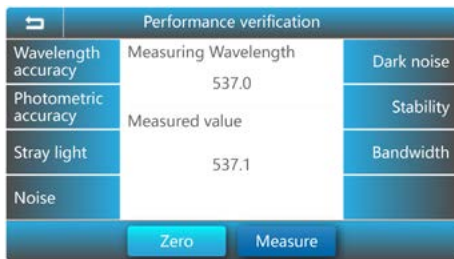 Performance verification
Wavelength
accuracy
Photometric
accuracy
Stray light
Noise
Measuring Wavelength
537.0
Measured value
537.1
Dark noise
Stability
Bandwidth
Zero
Measure